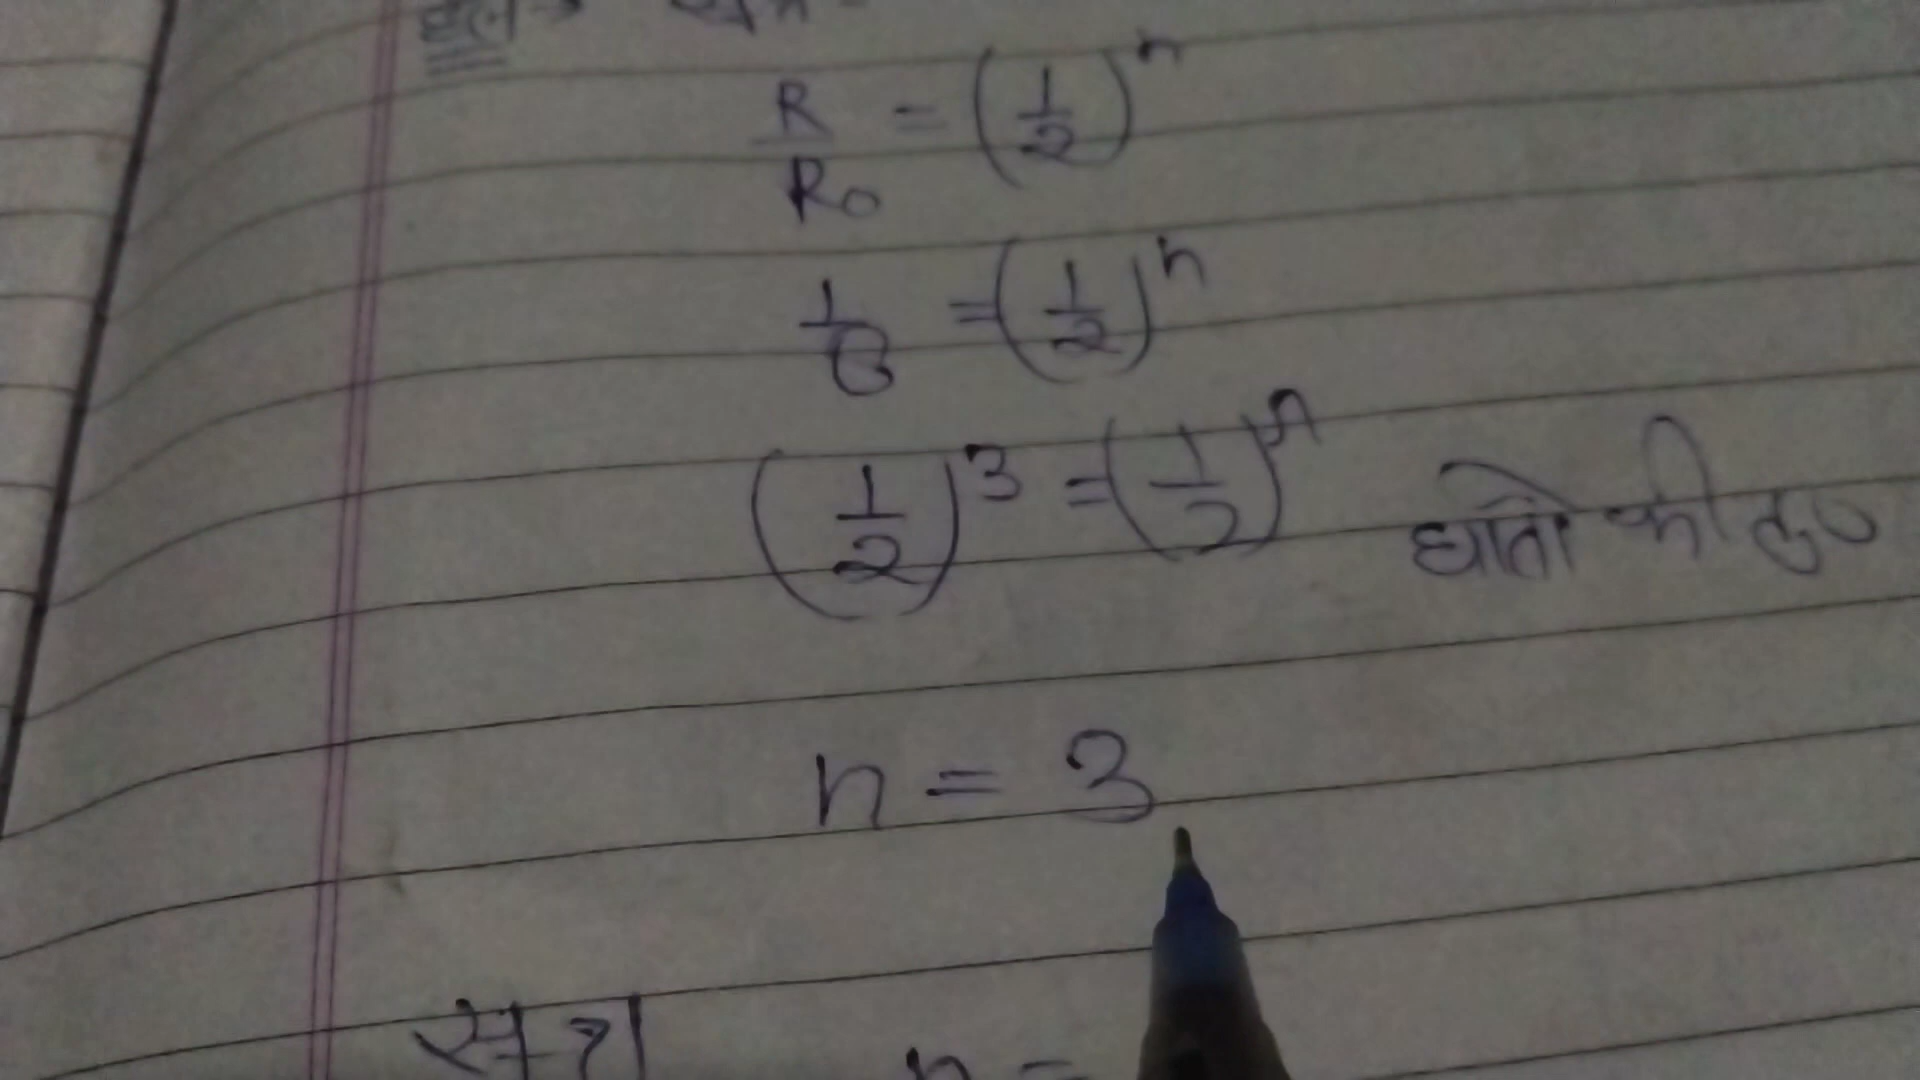 हल→ सूत्र-
R/R₀ = (1/2)ⁿ
1/8 = (1/2)ⁿ
(1/2)³ = (1/2)ⁿ घातो की तु०
n = 3
सूत्र n =